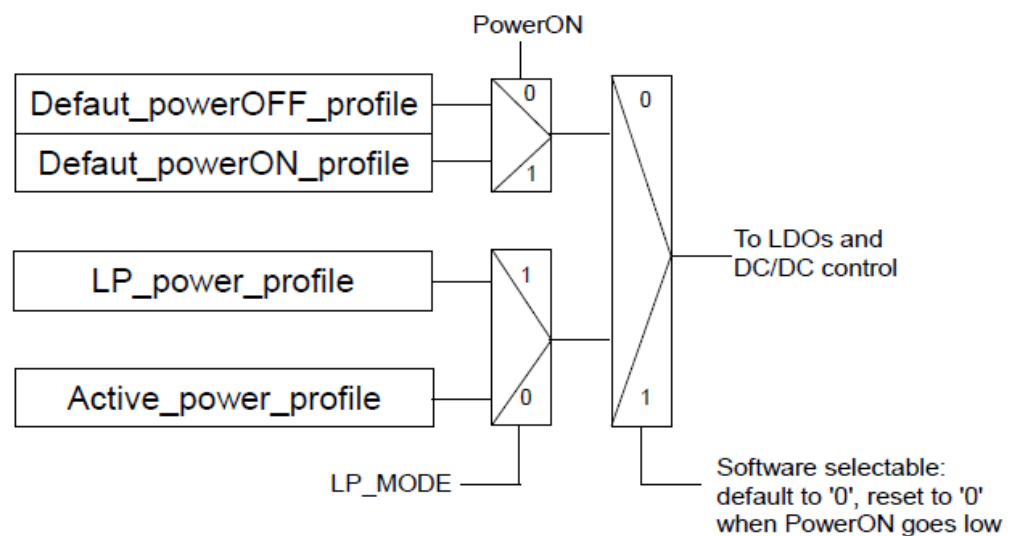 PowerON
Defaut_powerOFF_profile
0
0
Defaut_powerON_profile
1
To LDOs and
DC/DC control
LP_power_profile
1
Active_power_profile
0
1
LP_MODE
Software selectable:
default to '0', reset to '0'
when PowerON goes low